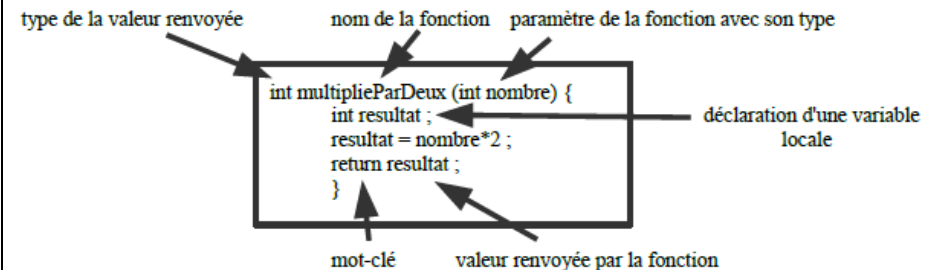 type de la valeur renvoyée nom de la fonction paramètre de la fonction avec son type
int multiplieParDeux (int nombre) {
int resultat ;
déclaration d'une variable
locale
resultat = nombre*2 ;
return resultat ;
}
mot-clé valeur renvoyée par la fonction